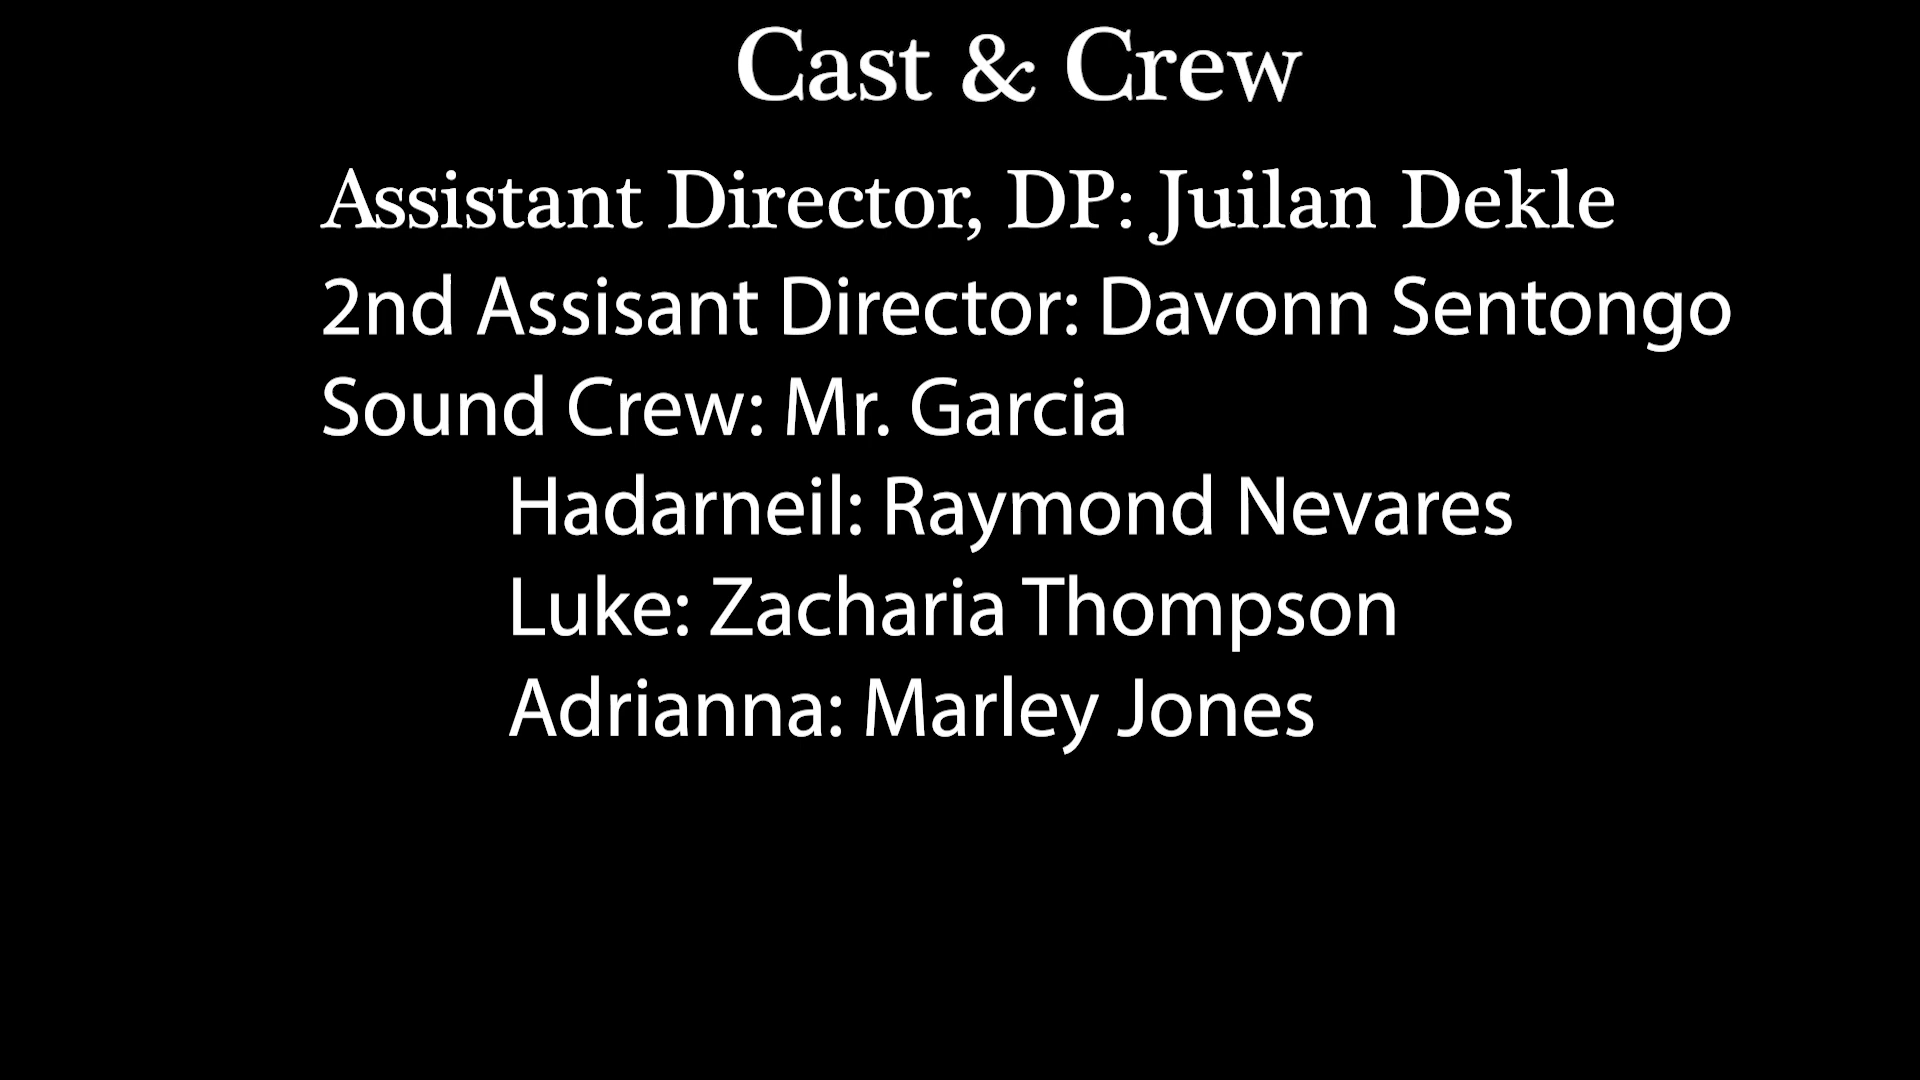 Cast & Crew
Assistant Director, DP: Juilan Dekle
2nd Assisant Director: Davonn Sentongo
Sound Crew: Mr. Garcia
Hadarneil: Raymond Nevares
Luke: Zacharia Thompson
Adrianna: Marley Jones